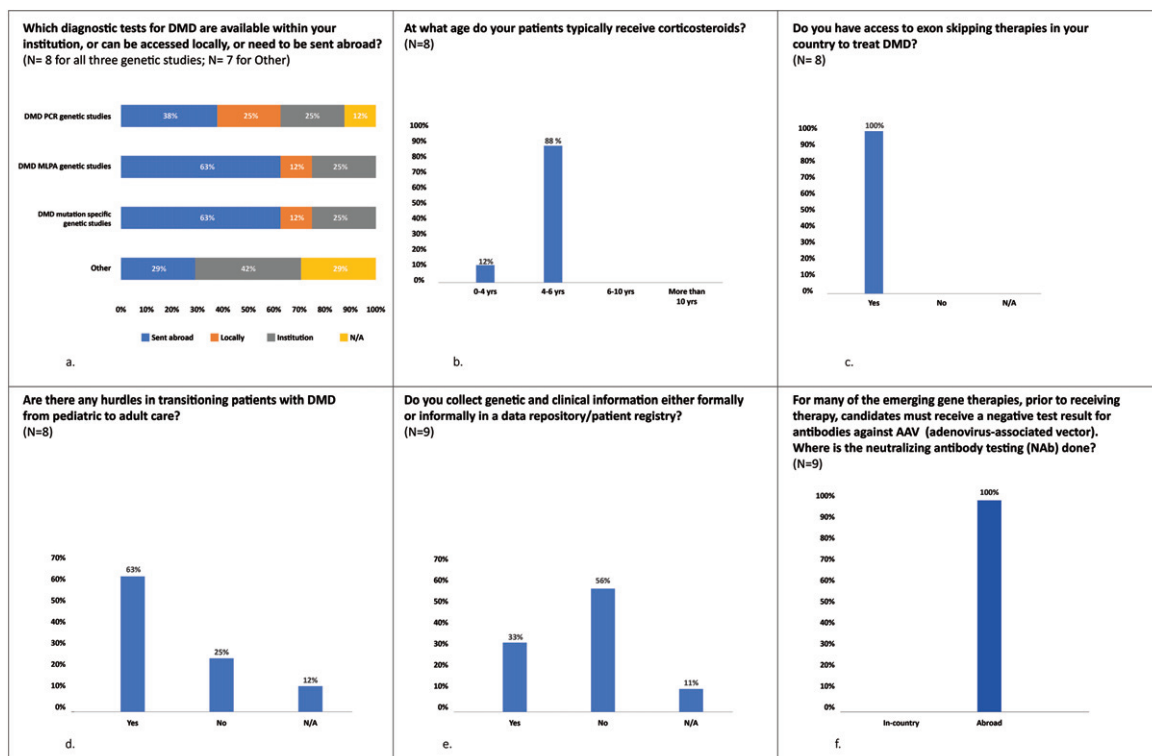 Which diagnostic tests for DMD are available within your
institution, or can be accessed locally, or need to be sent abroad?
(N= 8 for all three genetic studies; N= 7 for Other)
DMD PCR genetic studies
38%
25%
25%
12%
DMD MLPA genetic studies
63%
12%
25%
DMD mutation specific
genetic studies
63%
12%
25%
Other
29%
42%
29%
0% 10% 20% 30% 40% 50% 60% 70% 80% 90% 100%
Sent abroad Locally Institution N/A
a.
At what age do your patients typically receive corticosteroids?
(N=8)
100%
90%
80%
70%
60%
50%
40%
30%
20%
10%
0%
12%
88 %
0-4 yrs 4-6 yrs 6-10 yrs More than
10 yrs
b.
Do you have access to exon skipping therapies in your
country to treat DMD?
(N= 8)
100%
90%
80%
70%
60%
50%
40%
30%
20%
10%
0%
100%
Yes No N/A
c.
Are there any hurdles in transitioning patients with DMD
from pediatric to adult care?
(N=8)
70%
60%
50%
40%
30%
20%
10%
0%
63%
25%
12%
Yes No N/A
d.
Do you collect genetic and clinical information either formally
or informally in a data repository/patient registry?
(N=9)
70%
60%
50%
40%
30%
20%
10%
0%
33%
56%
11%
Yes No N/A
e.
For many of the emerging gene therapies, prior to receiving
therapy, candidates must receive a negative test result for
antibodies against AAV (adenovirus-associated vector).
Where is the neutralizing antibody testing (NAb) done?
(N=9)
100%
90%
80%
70%
60%
50%
40%
30%
20%
10%
0%
100%
In-country Abroad
f.